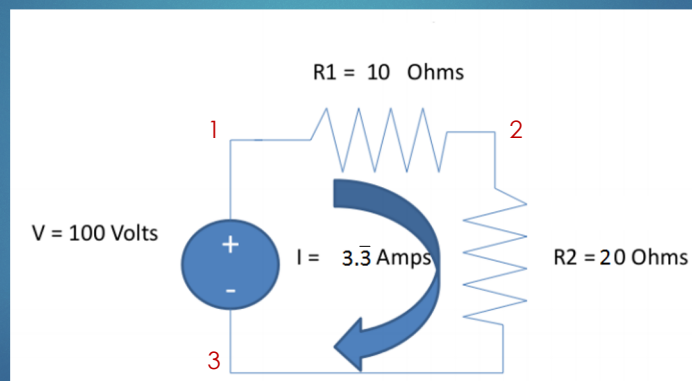 R1 = 10 Ohms
1
2
V = 100 Volts
+
I = 3.3̅ Amps
R2 = 20 Ohms
-
3